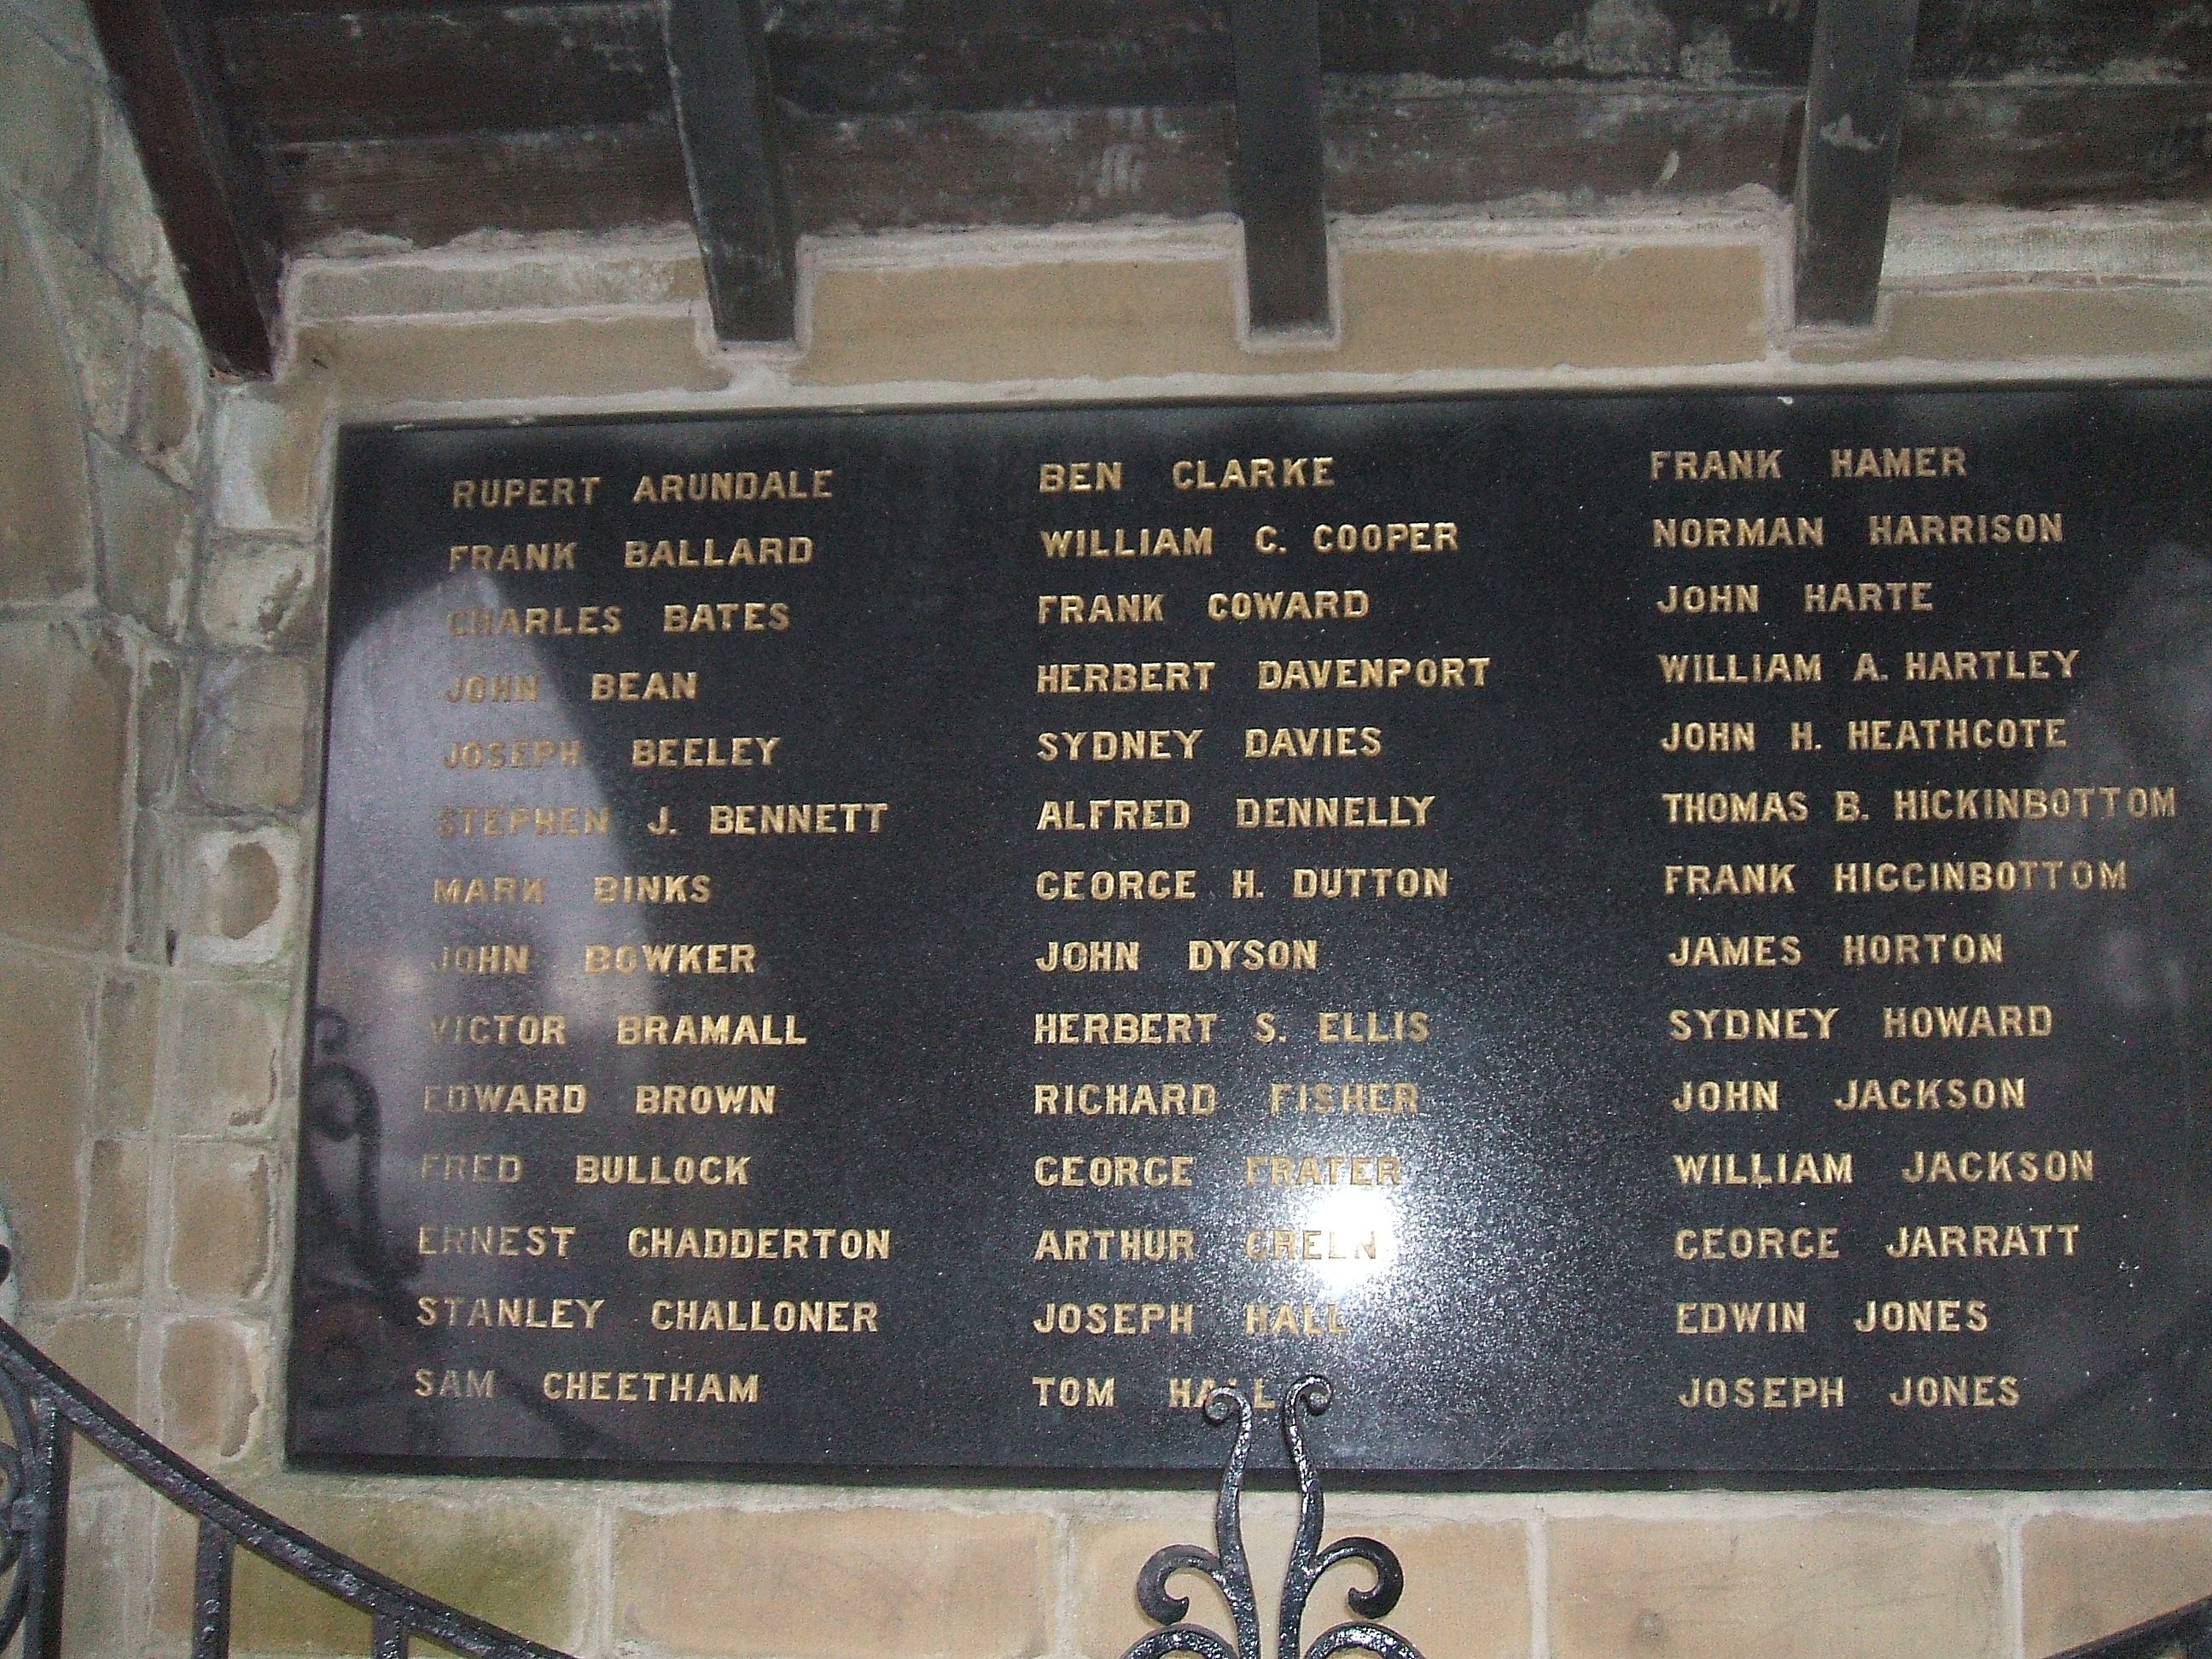 RUPERT ARUNDALE
FRANK BALLARD
CHARLES BATES
JOHN BEAN
JOSEPH BEELEY
STEPHEN J. BENNETT
MARK BINKS
JOHN BOWKER
VICTOR BRAMALL
EDWARD BROWN
FRED BULLOCK
ERNEST CHADDERTON
STANLEY CHALLONER
SAM CHEETHAM
BEN CLARKE
WILLIAM C. COOPER
FRANK COWARD
HERBERT DAVENPORT
SYDNEY DAVIES
ALFRED DENNELLY
GEORGE H. DUTTON
JOHN DYSON
HERBERT S. ELLIS
RICHARD FISHER
GEORGE FRATER
ARTHUR GREEN
JOSEPH HALL
TOM HALL
FRANK HAMER
NORMAN HARRISON
JOHN HARTE
WILLIAM A. HARTLEY
JOHN H. HEATHCOTE
THOMAS B. HICKINBOTTOM
FRANK HIGGINBOTTOM
JAMES HORTON
SYDNEY HOWARD
JOHN JACKSON
WILLIAM JACKSON
GEORGE JARRATT
EDWIN JONES
JOSEPH JONES